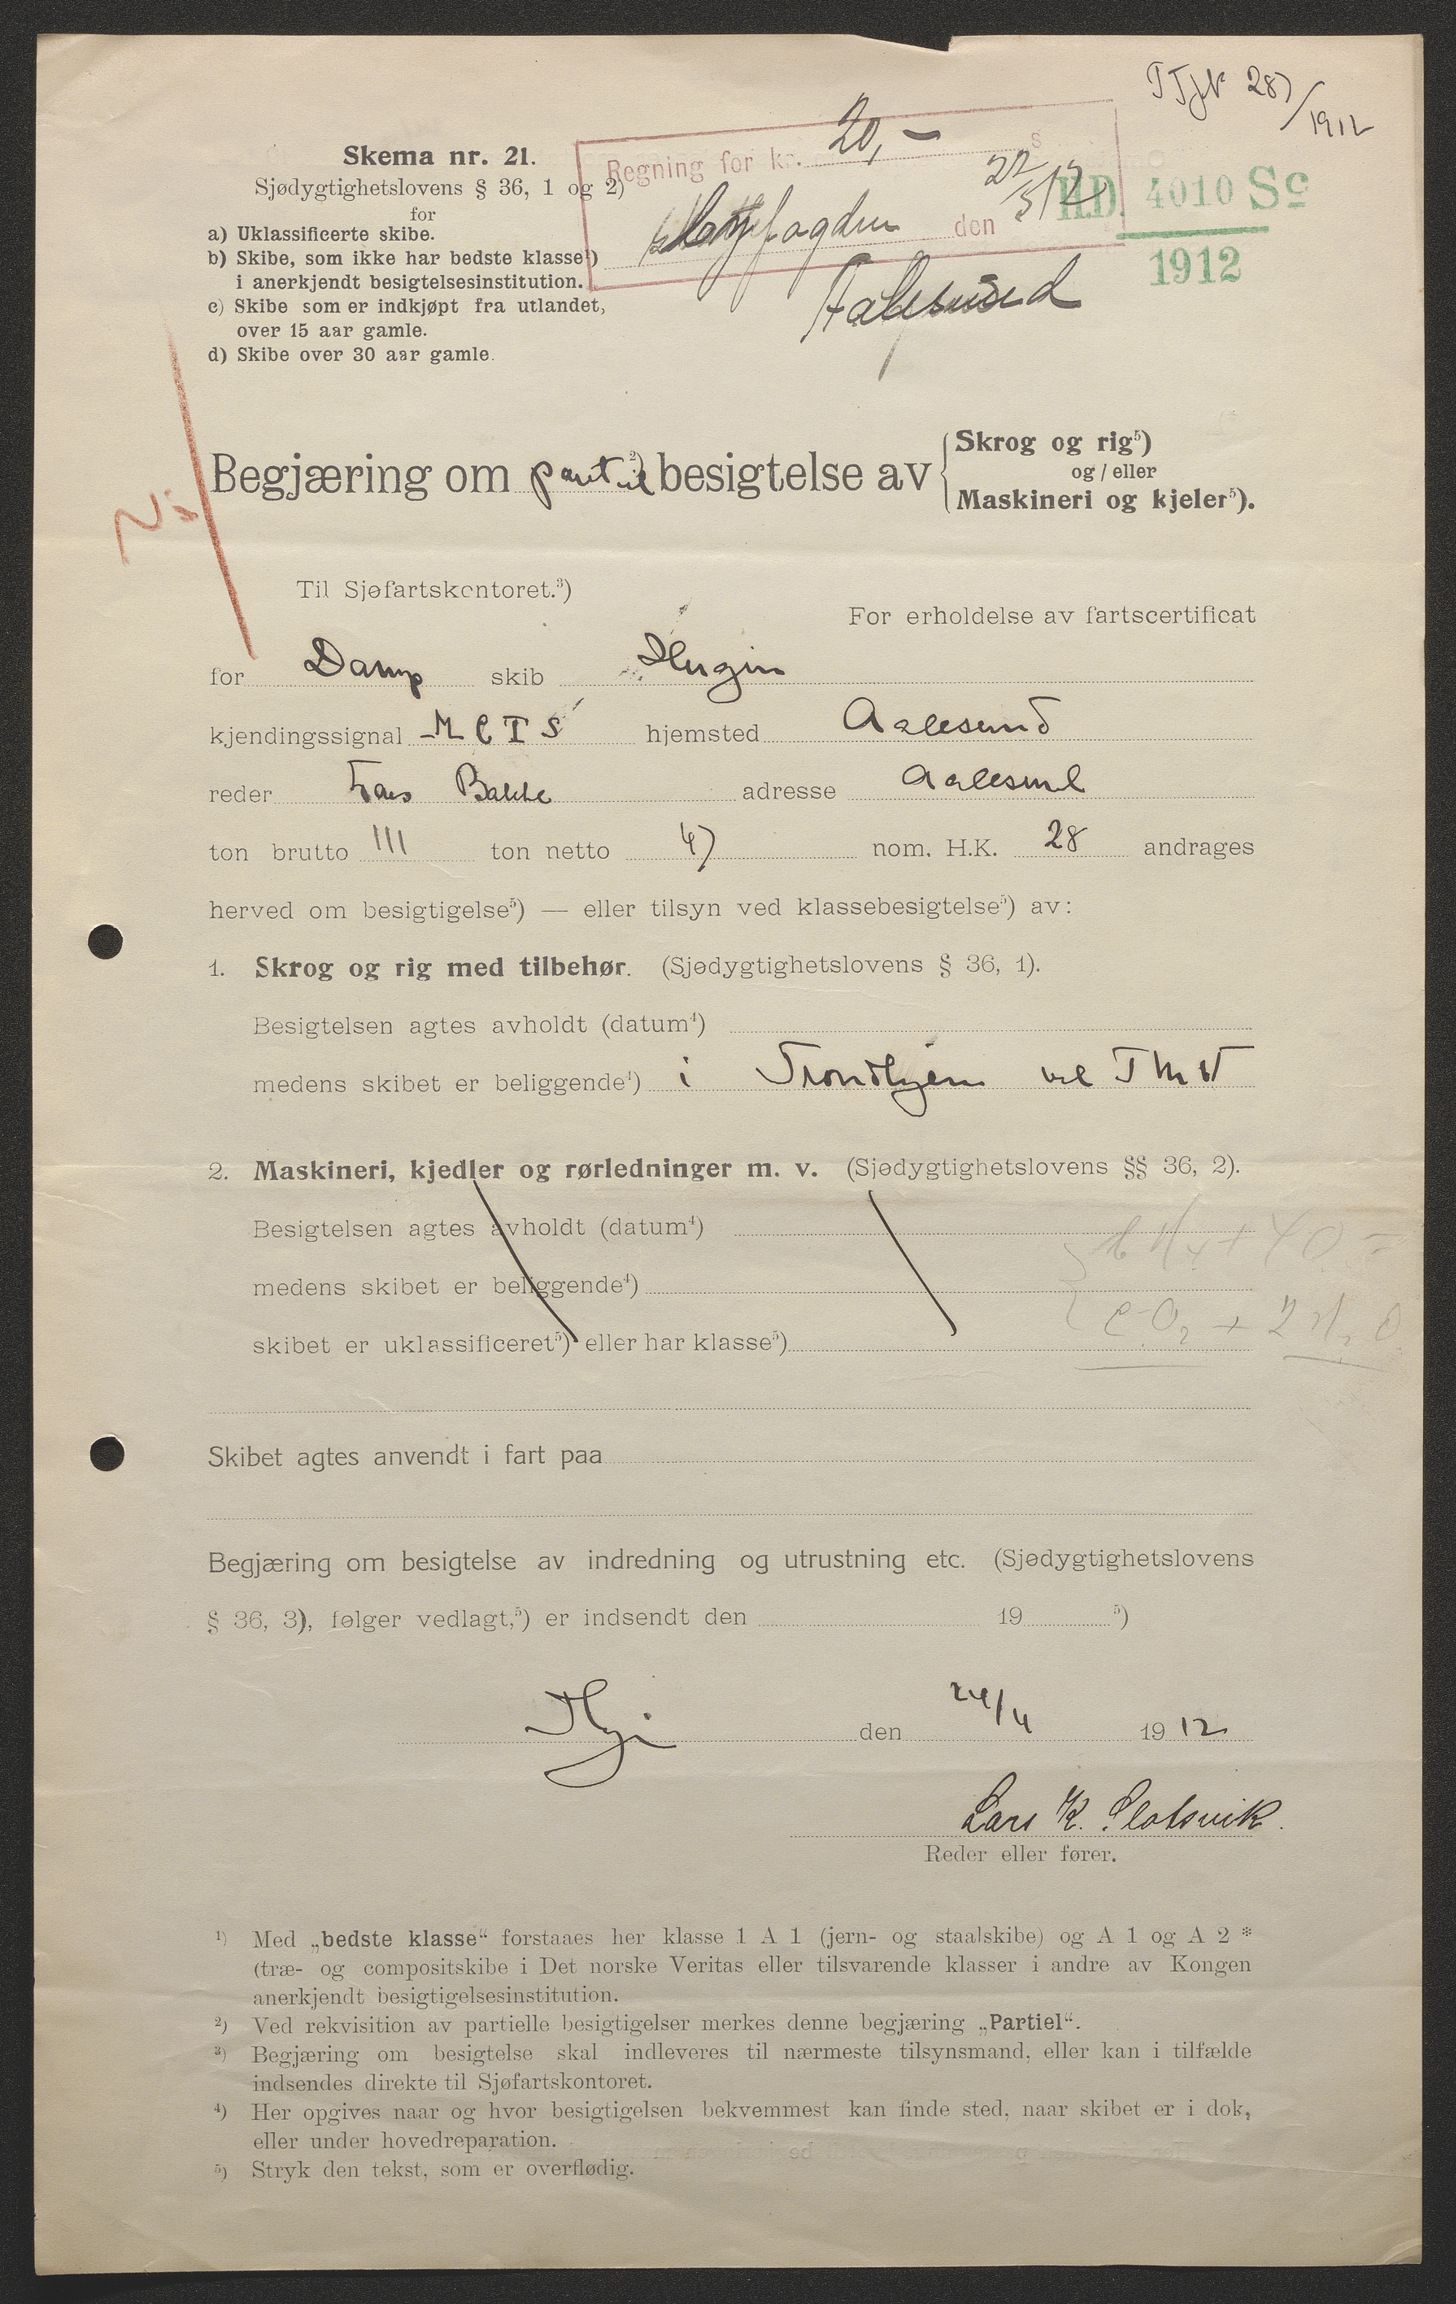 T Tjk 287/1912
Skema nr. 21.
Sjødygtighetslovens § 36, 1 og 2)
for
a) Uklassificerte skibe.
b) Skibe, som ikke har bedste klasse¹)
i anerkjendt besigtelsesinstitution.
c) Skibe som er indkjøpt fra utlandet,
over 15 aar gamle.
d) Skibe over 30 aar gamle.
Regning for kr. 20,-
fogden den 22/5 12
Aalesund
H.D. 4010 Sc
1912
Begjæring om partiel ²) besigtelse av
Skrog og rig⁵)
og / eller
Maskineri og kjeler⁵).
Til Sjøfartskontoret.³)
For erholdelse av fartscertificat
for Damp skib Hugin
kjendingssignal MCTS hjemsted Aalesund
reder Bakke adresse Aalesund
ton brutto 111 ton netto 47 nom. H.K. 28 andrages
herved om besigtigelse⁵) — eller tilsyn ved klassebesigtelse⁵) av:
1. Skrog og rig med tilbehør. (Sjødygtighetslovens § 36, 1).
Besigtelsen agtes avholdt (datum⁴)
medens skibet er beliggende⁴) i Trondhjem ved T M V
2. Maskineri, kjedler og rørledninger m. v. (Sjødygtighetslovens §§ 36, 2).
Besigtelsen agtes avholdt (datum⁴)
C H₄ + 4 O
medens skibet er beliggende⁴)
C O₂ + 2 H₂ O
skibet er uklassificeret⁵) eller har klasse⁵)
Skibet agtes anvendt i fart paa
Begjæring om besigtelse av indredning og utrustning etc. (Sjødygtighetslovens
§ 36, 3), følger vedlagt,⁵) er indsendt den 19 ⁵)
den 24/4 1912
Lars K. Slotsvik.
Reder eller fører.
¹) Med „bedste klasse“ forstaaes her klasse 1 A 1 (jern- og staalskibe) og A 1 og A 2 *
(træ- og compositskibe i Det norske Veritas eller tilsvarende klasser i andre av Kongen
anerkjendt besigtigelsesinstitution.
²) Ved rekvisition av partielle besigtigelser merkes denne begjæring „Partiel“.
³) Begjæring om besigtelse skal indleveres til nærmeste tilsynsmand, eller kan i tilfælde
indsendes direkte til Sjøfartskontoret.
⁴) Her opgives naar og hvor besigtigelsen bekvemmest kan finde sted, naar skibet er i dok,
eller under hovedreparation.
⁵) Stryk den tekst, som er overflødig.